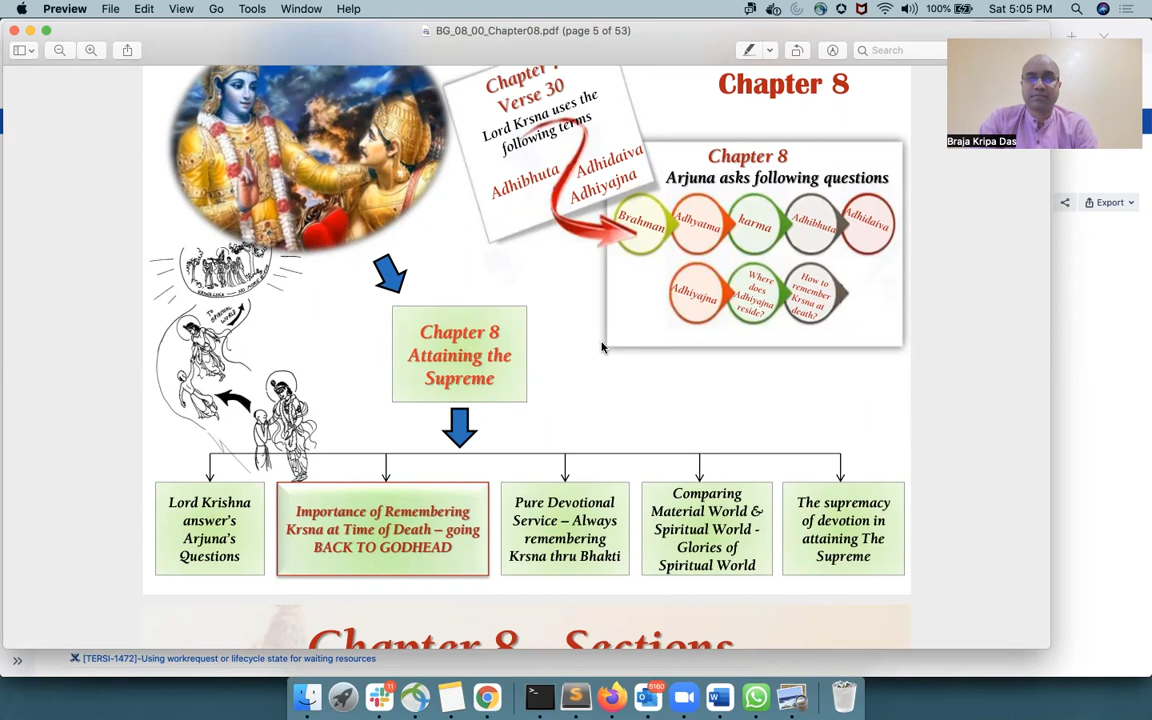 Preview File Edit View Go Tools Window Help
100% Sat 5:05 PM
BG_08_00_Chapter08.pdf (page 5 of 53)
Search
Braja Kripa Das
Export
Chapter
Verse 30
Lord Krsna uses the
following terms
Adhibhuta
Adhidaiva
Adhiyajna
Chapter 8
Chapter 8
Arjuna asks following questions
Brahman
Adhyatma
karma
Adhibhuta
Adhidaiva
Adhiyajna
Where
does
Adhiyajna
reside?
How to
remember
Krsna at
death?
TO SPIRITUAL
WORLD
Chapter 8
Attaining the
Supreme
Lord Krishna
answer's
Arjuna's
Questions
Importance of Remembering
Krsna at Time of Death – going
BACK TO GODHEAD
Pure Devotional
Service – Always
remembering
Krsna thru Bhakti
Comparing
Material World &
Spiritual World -
Glories of
Spiritual World
The supremacy
of devotion in
attaining The
Supreme
Chapter 8 Sections
[TERSI-1472]-Using workrequest or lifecycle state for waiting resources
11
5160